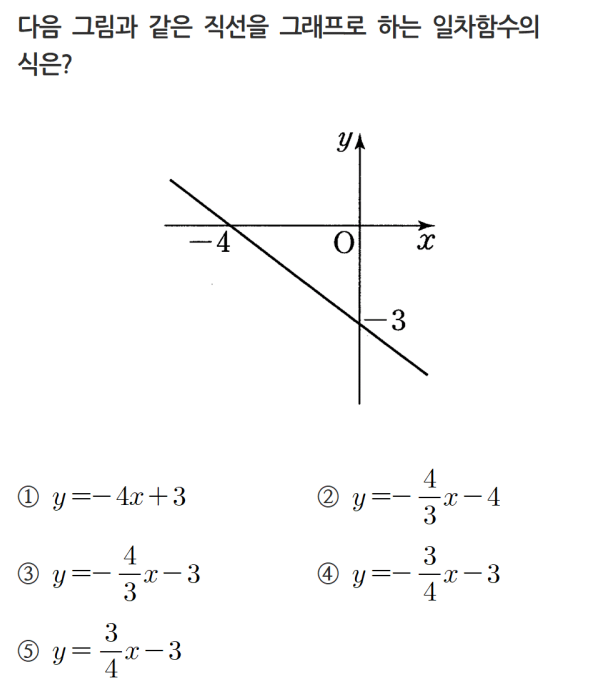 다음 그림과 같은 직선을 그래프로 하는 일차함수의
식은?
y
−4
O
x
−3
① y=−4x+3
② y=−4/3x−4
③ y=−4/3x−3
④ y=−3/4x−3
⑤ y=3/4x−3